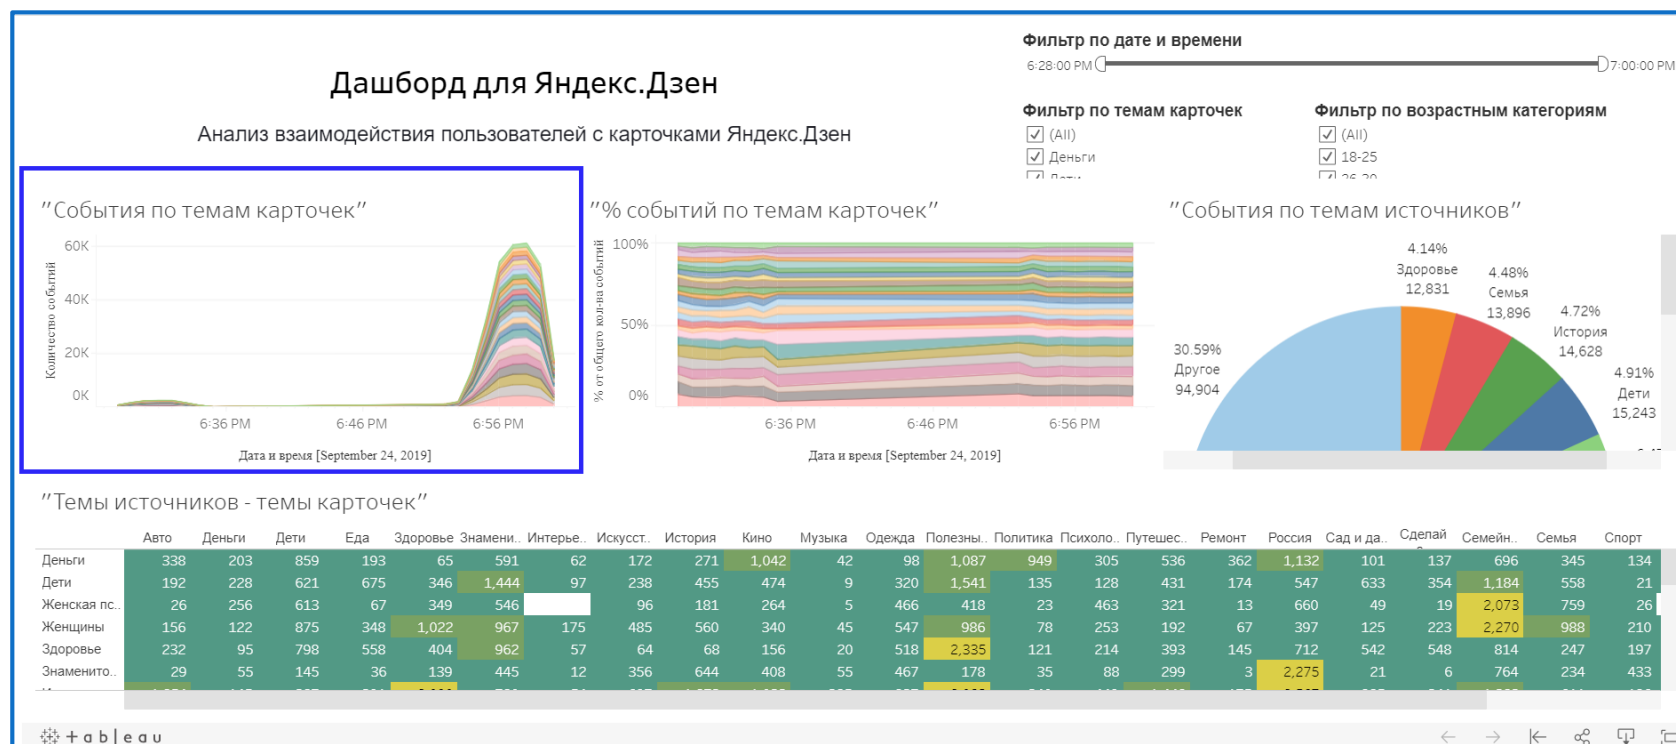 Дашборд для Яндекс.Дзен
Анализ взаимодействия пользователей с карточками Яндекс.Дзен
Фильтр по дате и времени
6:28:00 PM 7:00:00 PM
Фильтр по темам карточек
(All)
Деньги
Дети
Фильтр по возрастным категориям
(All)
18-25
26-30
"События по темам карточек"
Количество событий
60K
40K
20K
0K
6:36 PM 6:46 PM 6:56 PM
Дата и время [September 24, 2019]
"% событий по темам карточек"
% от общего кол-ва событий
100%
50%
0%
6:36 PM 6:46 PM 6:56 PM
Дата и время [September 24, 2019]
"События по темам источников"
4.14%
Здоровье
12,831
4.48%
Семья
13,896
4.72%
История
14,628
4.91%
Дети
15,243
30.59%
Другое
94,904
"Темы источников - темы карточек"
Авто Деньги Дети Еда Здоровье Знамени.. Интерье.. Искусст.. История Кино Музыка Одежда Полезны.. Политика Психоло.. Путешес.. Ремонт Россия Сад и да.. Сделай Семейн.. Семья Спорт
Деньги 338 203 859 193 65 591 62 172 271 1,042 42 98 1,087 949 305 536 362 1,132 101 137 696 345 134
Дети 192 228 621 675 346 1,444 97 238 455 474 9 320 1,541 135 128 431 174 547 633 354 1,184 558 21
Женская пс.. 26 256 613 67 349 546 96 181 264 5 466 418 23 463 321 13 660 49 19 2,073 759 26
Женщины 156 122 875 348 1,022 967 175 485 560 340 45 547 986 78 253 192 67 397 125 223 2,270 988 210
Здоровье 232 95 798 558 404 962 57 64 68 156 20 518 2,335 121 214 393 145 712 542 548 814 247 197
Знаменито.. 29 55 145 36 139 445 12 356 644 408 55 467 178 35 88 299 3 2,275 21 6 764 234 433
+ a b | e a u